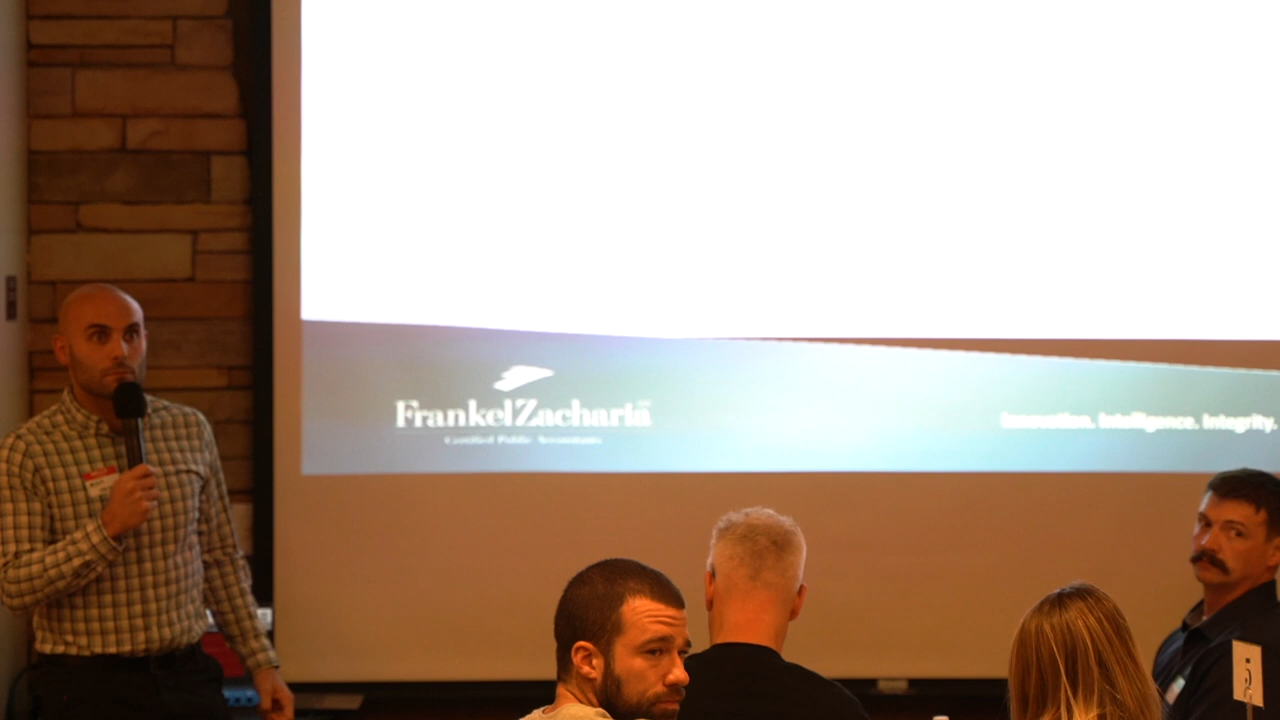 FrankelZacharia
Certified Public Accountants
Innovation. Intelligence. Integrity.